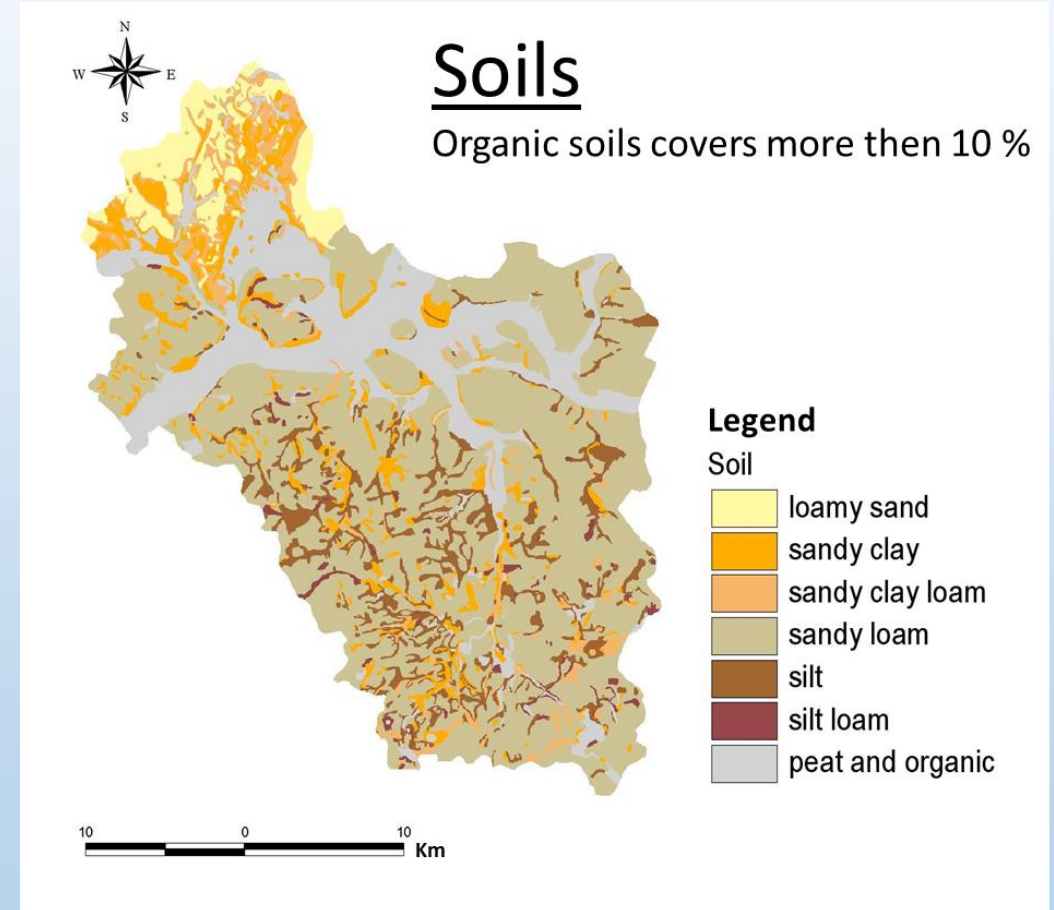 N
W E
S
Soils
Organic soils covers more then 10 %
Legend
Soil
loamy sand
sandy clay
sandy clay loam
sandy loam
silt
silt loam
peat and organic
10 0 10
Km